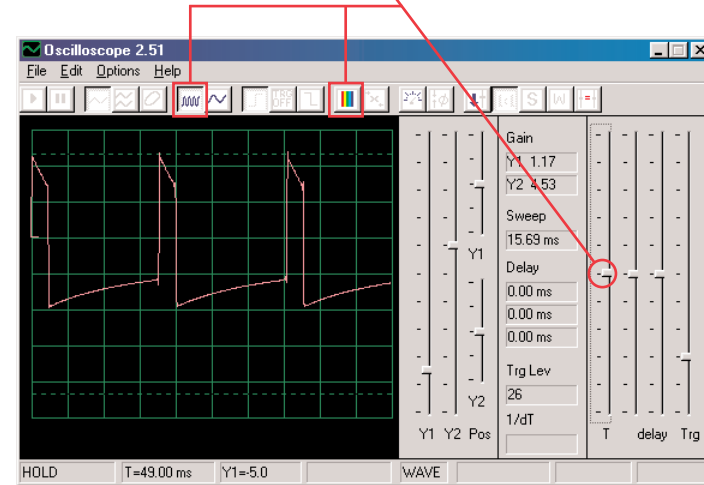 Oscilloscope 2.51
File Edit Options Help
TRG OFF
S W
Gain
Y1 1.17
Y2 4.53
Sweep
15.69 ms
Y1
Delay
0.00 ms
0.00 ms
0.00 ms
Trg Lev
26
Y2
1/dT
Y1 Y2 Pos
T delay Trg
HOLD T=49.00 ms Y1=-5.0 WAVE